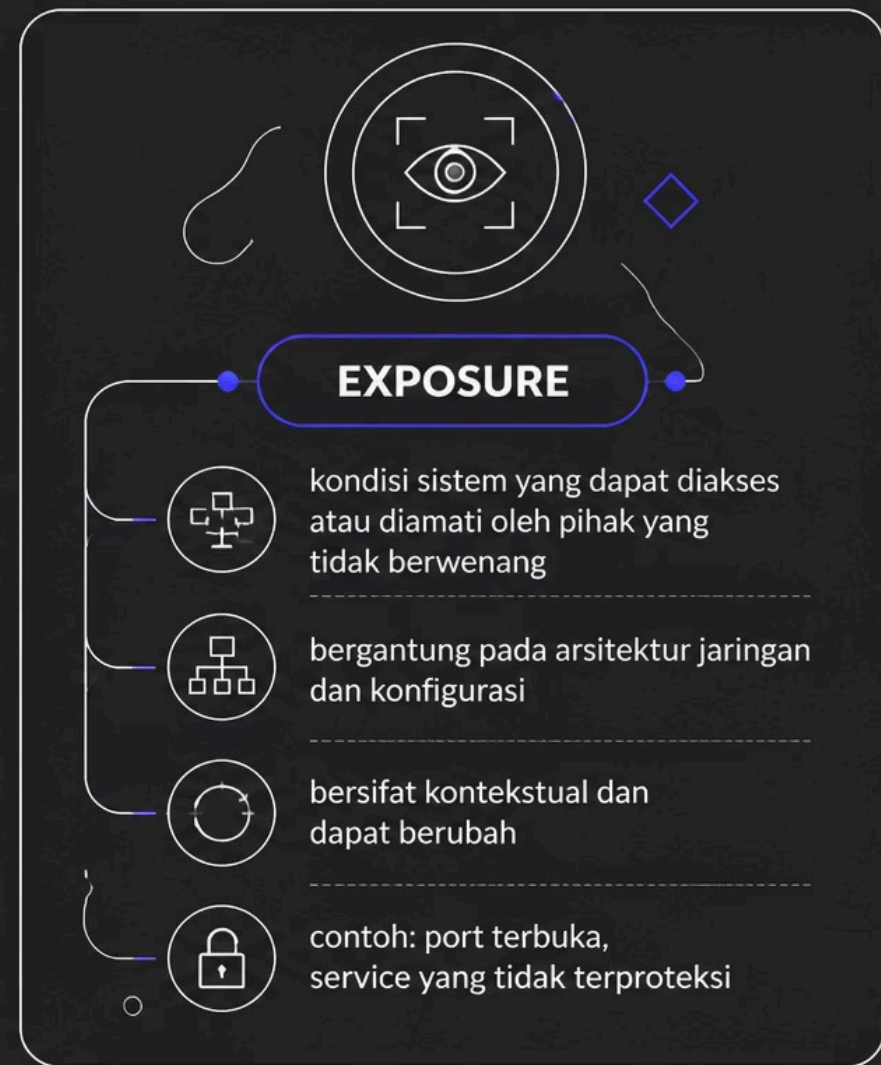 EXPOSURE
kondisi sistem yang dapat diakses
atau diamati oleh pihak yang
tidak berwenang
bergantung pada arsitektur jaringan
dan konfigurasi
bersifat kontekstual dan
dapat berubah
contoh: port terbuka,
service yang tidak terproteksi